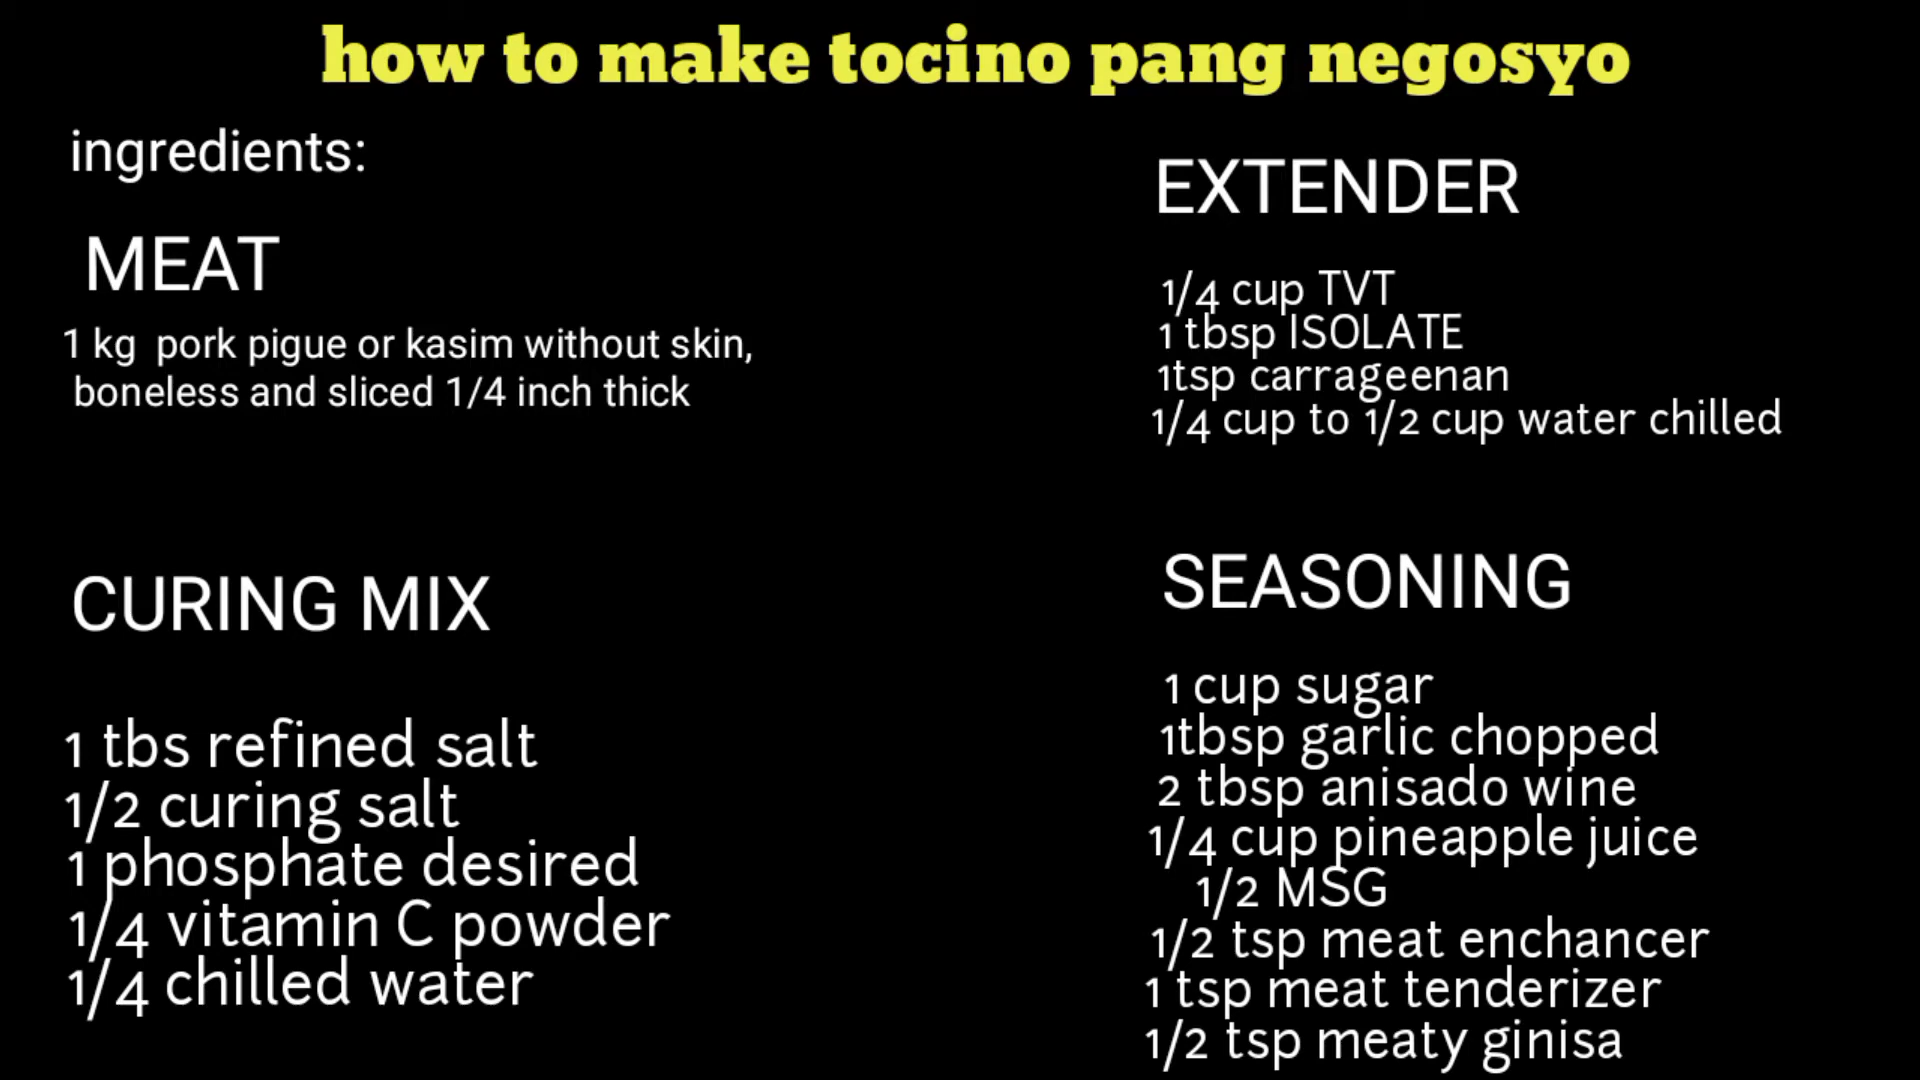 how to make tocino pang negosyo
ingredients:
MEAT
1 kg pork pigue or kasim without skin,
boneless and sliced 1/4 inch thick
CURING MIX
1 tbs refined salt
1/2 curing salt
1 phosphate desired
1/4 vitamin C powder
1/4 chilled water
EXTENDER
1/4 cup TVT
1 tbsp ISOLATE
1tsp carrageenan
1/4 cup to 1/2 cup water chilled
SEASONING
1 cup sugar
1tbsp garlic chopped
2 tbsp anisado wine
1/4 cup pineapple juice
1/2 MSG
1/2 tsp meat enchancer
1 tsp meat tenderizer
1/2 tsp meaty ginisa